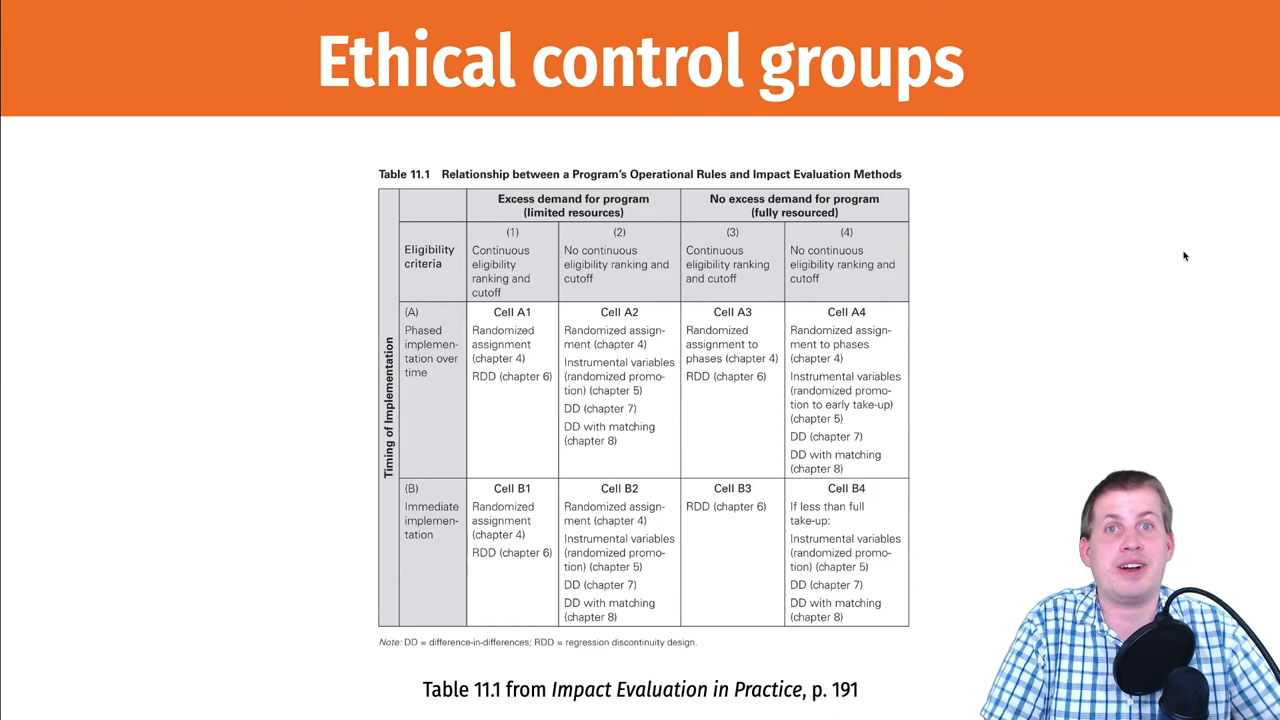 Ethical control groups
Table 11.1 Relationship between a Program's Operational Rules and Impact Evaluation Methods
Excess demand for program
(limited resources)
No excess demand for program
(fully resourced)
Eligibility
criteria
(1)
Continuous
eligibility
ranking and
cutoff
(2)
No continuous
eligibility ranking and
cutoff
(3)
Continuous
eligibility ranking
and cutoff
(4)
No continuous
eligibility ranking and
cutoff
Timing of Implementation
(A)
Phased
implemen-
tation over
time
Cell A1
Randomized
assignment
(chapter 4)
RDD (chapter 6)
Cell A2
Randomized assign-
ment (chapter 4)
Instrumental variables
(randomized promo-
tion) (chapter 5)
DD (chapter 7)
DD with matching
(chapter 8)
Cell A3
Randomized
assignment to
phases (chapter 4)
RDD (chapter 6)
Cell A4
Randomized assign-
ment to phases
(chapter 4)
Instrumental variables
(randomized promo-
tion to early take-up)
(chapter 5)
DD (chapter 7)
DD with matching
(chapter 8)
(B)
Immediate
implemen-
tation
Cell B1
Randomized
assignment
(chapter 4)
RDD (chapter 6)
Cell B2
Randomized assign-
ment (chapter 4)
Instrumental variables
(randomized promo-
tion) (chapter 5)
DD (chapter 7)
DD with matching
(chapter 8)
Cell B3
RDD (chapter 6)
Cell B4
If less than full
take-up:
Instrumental variables
(randomized promo-
tion) (chapter 5)
DD (chapter 7)
DD with matching
(chapter 8)
Note: DD = difference-in-differences; RDD = regression discontinuity design.
Table 11.1 from Impact Evaluation in Practice, p. 191